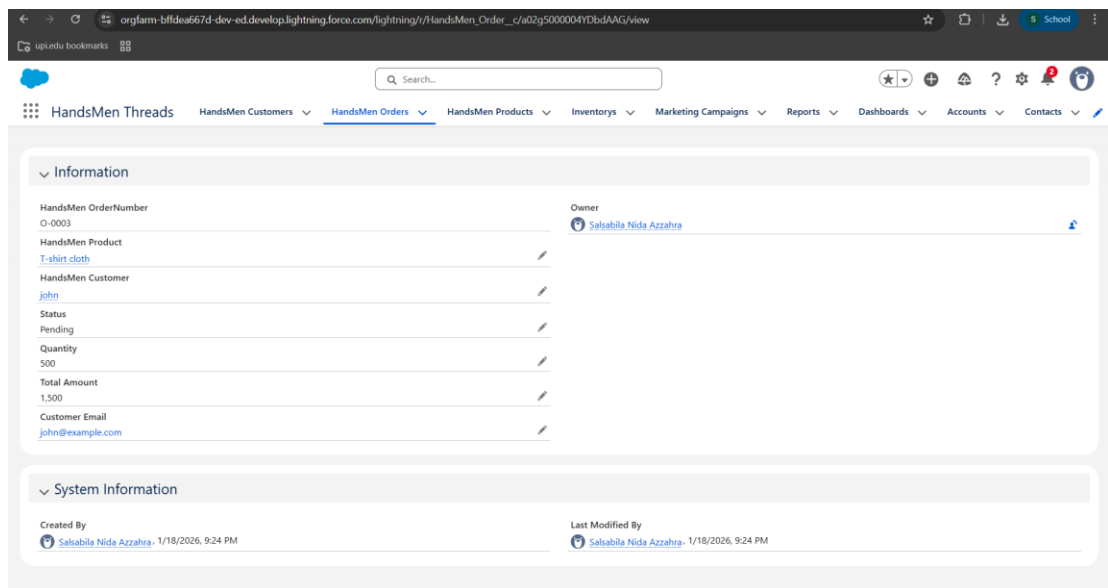 orgfarm-bffdea667d-dev-ed.develop.lightning.force.com/lightning/r/HandsMen_Order__c/a02g5000004YDbdAAG/view
S School
upi.edu bookmarks
Search...
2
HandsMen Threads HandsMen Customers HandsMen Orders HandsMen Products Inventorys Marketing Campaigns Reports Dashboards Accounts Contacts
Information
HandsMen OrderNumber
O-0003
Owner
Salsabila Nida Azzahra
HandsMen Product
T-shirt cloth
HandsMen Customer
john
Status
Pending
Quantity
500
Total Amount
1,500
Customer Email
john@example.com
System Information
Created By
Salsabila Nida Azzahra, 1/18/2026, 9:24 PM
Last Modified By
Salsabila Nida Azzahra, 1/18/2026, 9:24 PM